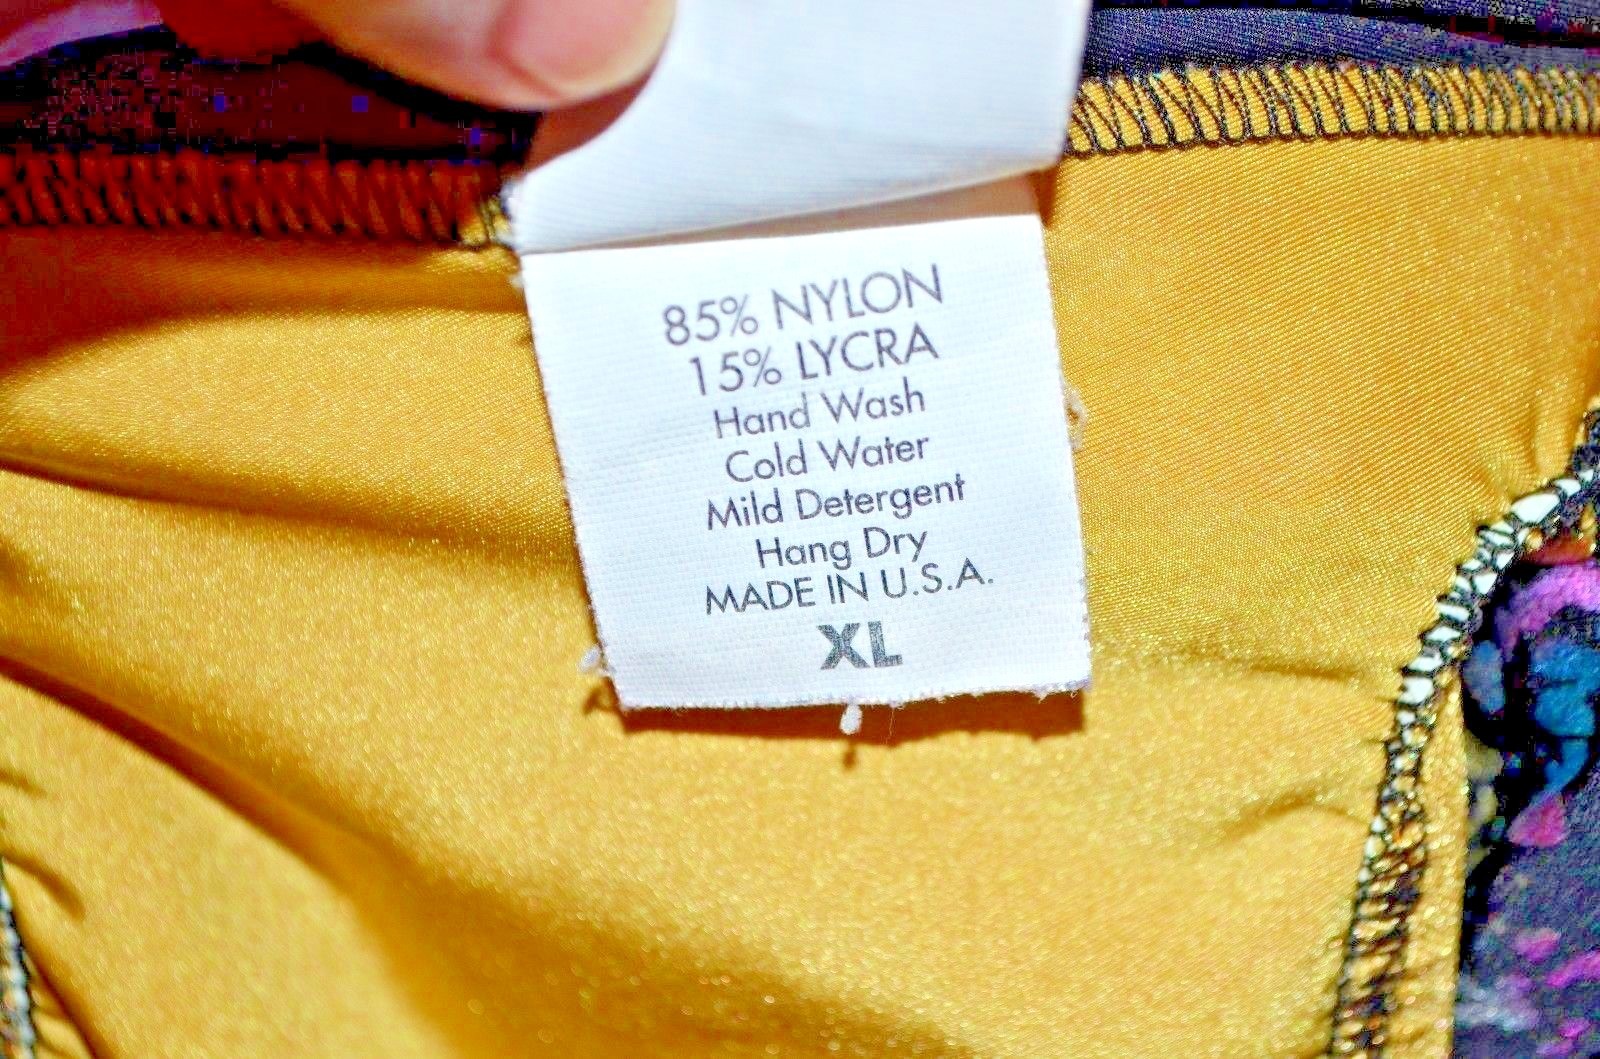 85% NYLON
15% LYCRA
Hand Wash
Cold Water
Mild Detergent
Hang Dry
MADE IN U.S.A.
XL